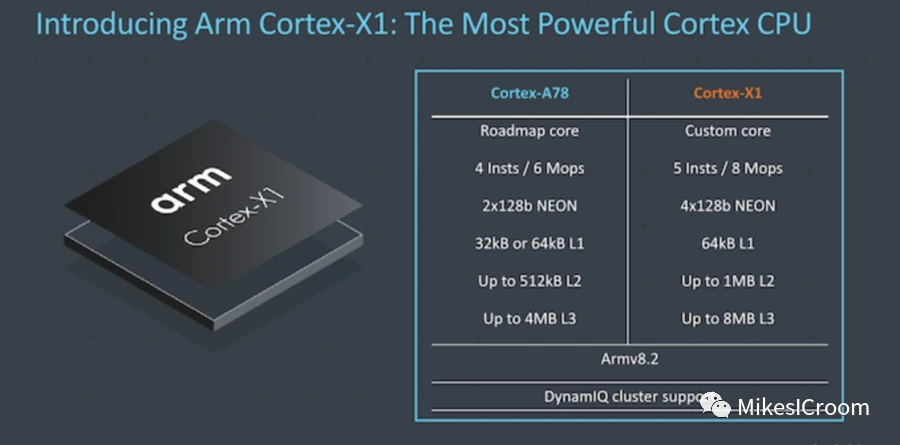 Introducing Arm Cortex-X1: The Most Powerful Cortex CPU
arm
Cortex-X1
Cortex-A78 Cortex-X1
Roadmap core Custom core
4 Insts / 6 Mops 5 Insts / 8 Mops
2x128b NEON 4x128b NEON
32kB or 64kB L1 64kB L1
Up to 512kB L2 Up to 1MB L2
Up to 4MB L3 Up to 8MB L3
Armv8.2
DynamIQ cluster
MikesICroom